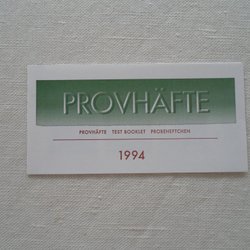 PROVHÄFTE
PROVHÄFTE TEST BOOKLET PROBEHEFTCHEN
1994